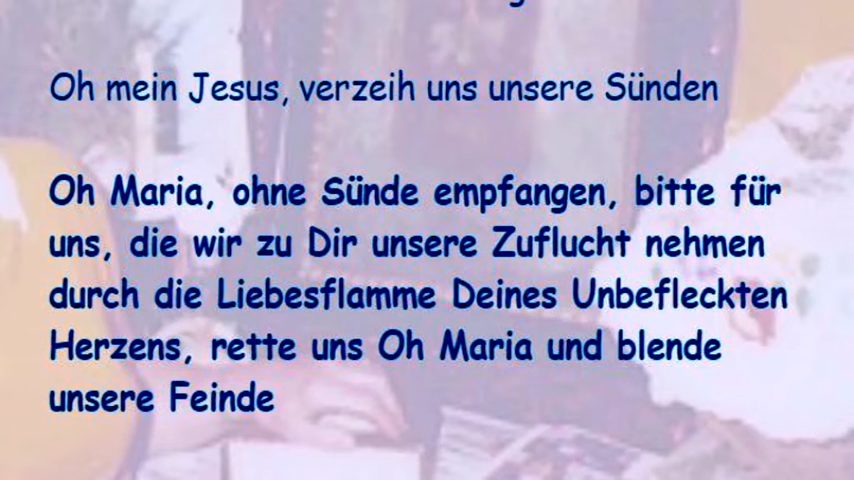 Oh mein Jesus, verzeih uns unsere Sünden
Oh Maria, ohne Sünde empfangen, bitte für
uns, die wir zu Dir unsere Zuflucht nehmen
durch die Liebesflamme Deines Unbefleckten
Herzens, rette uns Oh Maria und blende
unsere Feinde